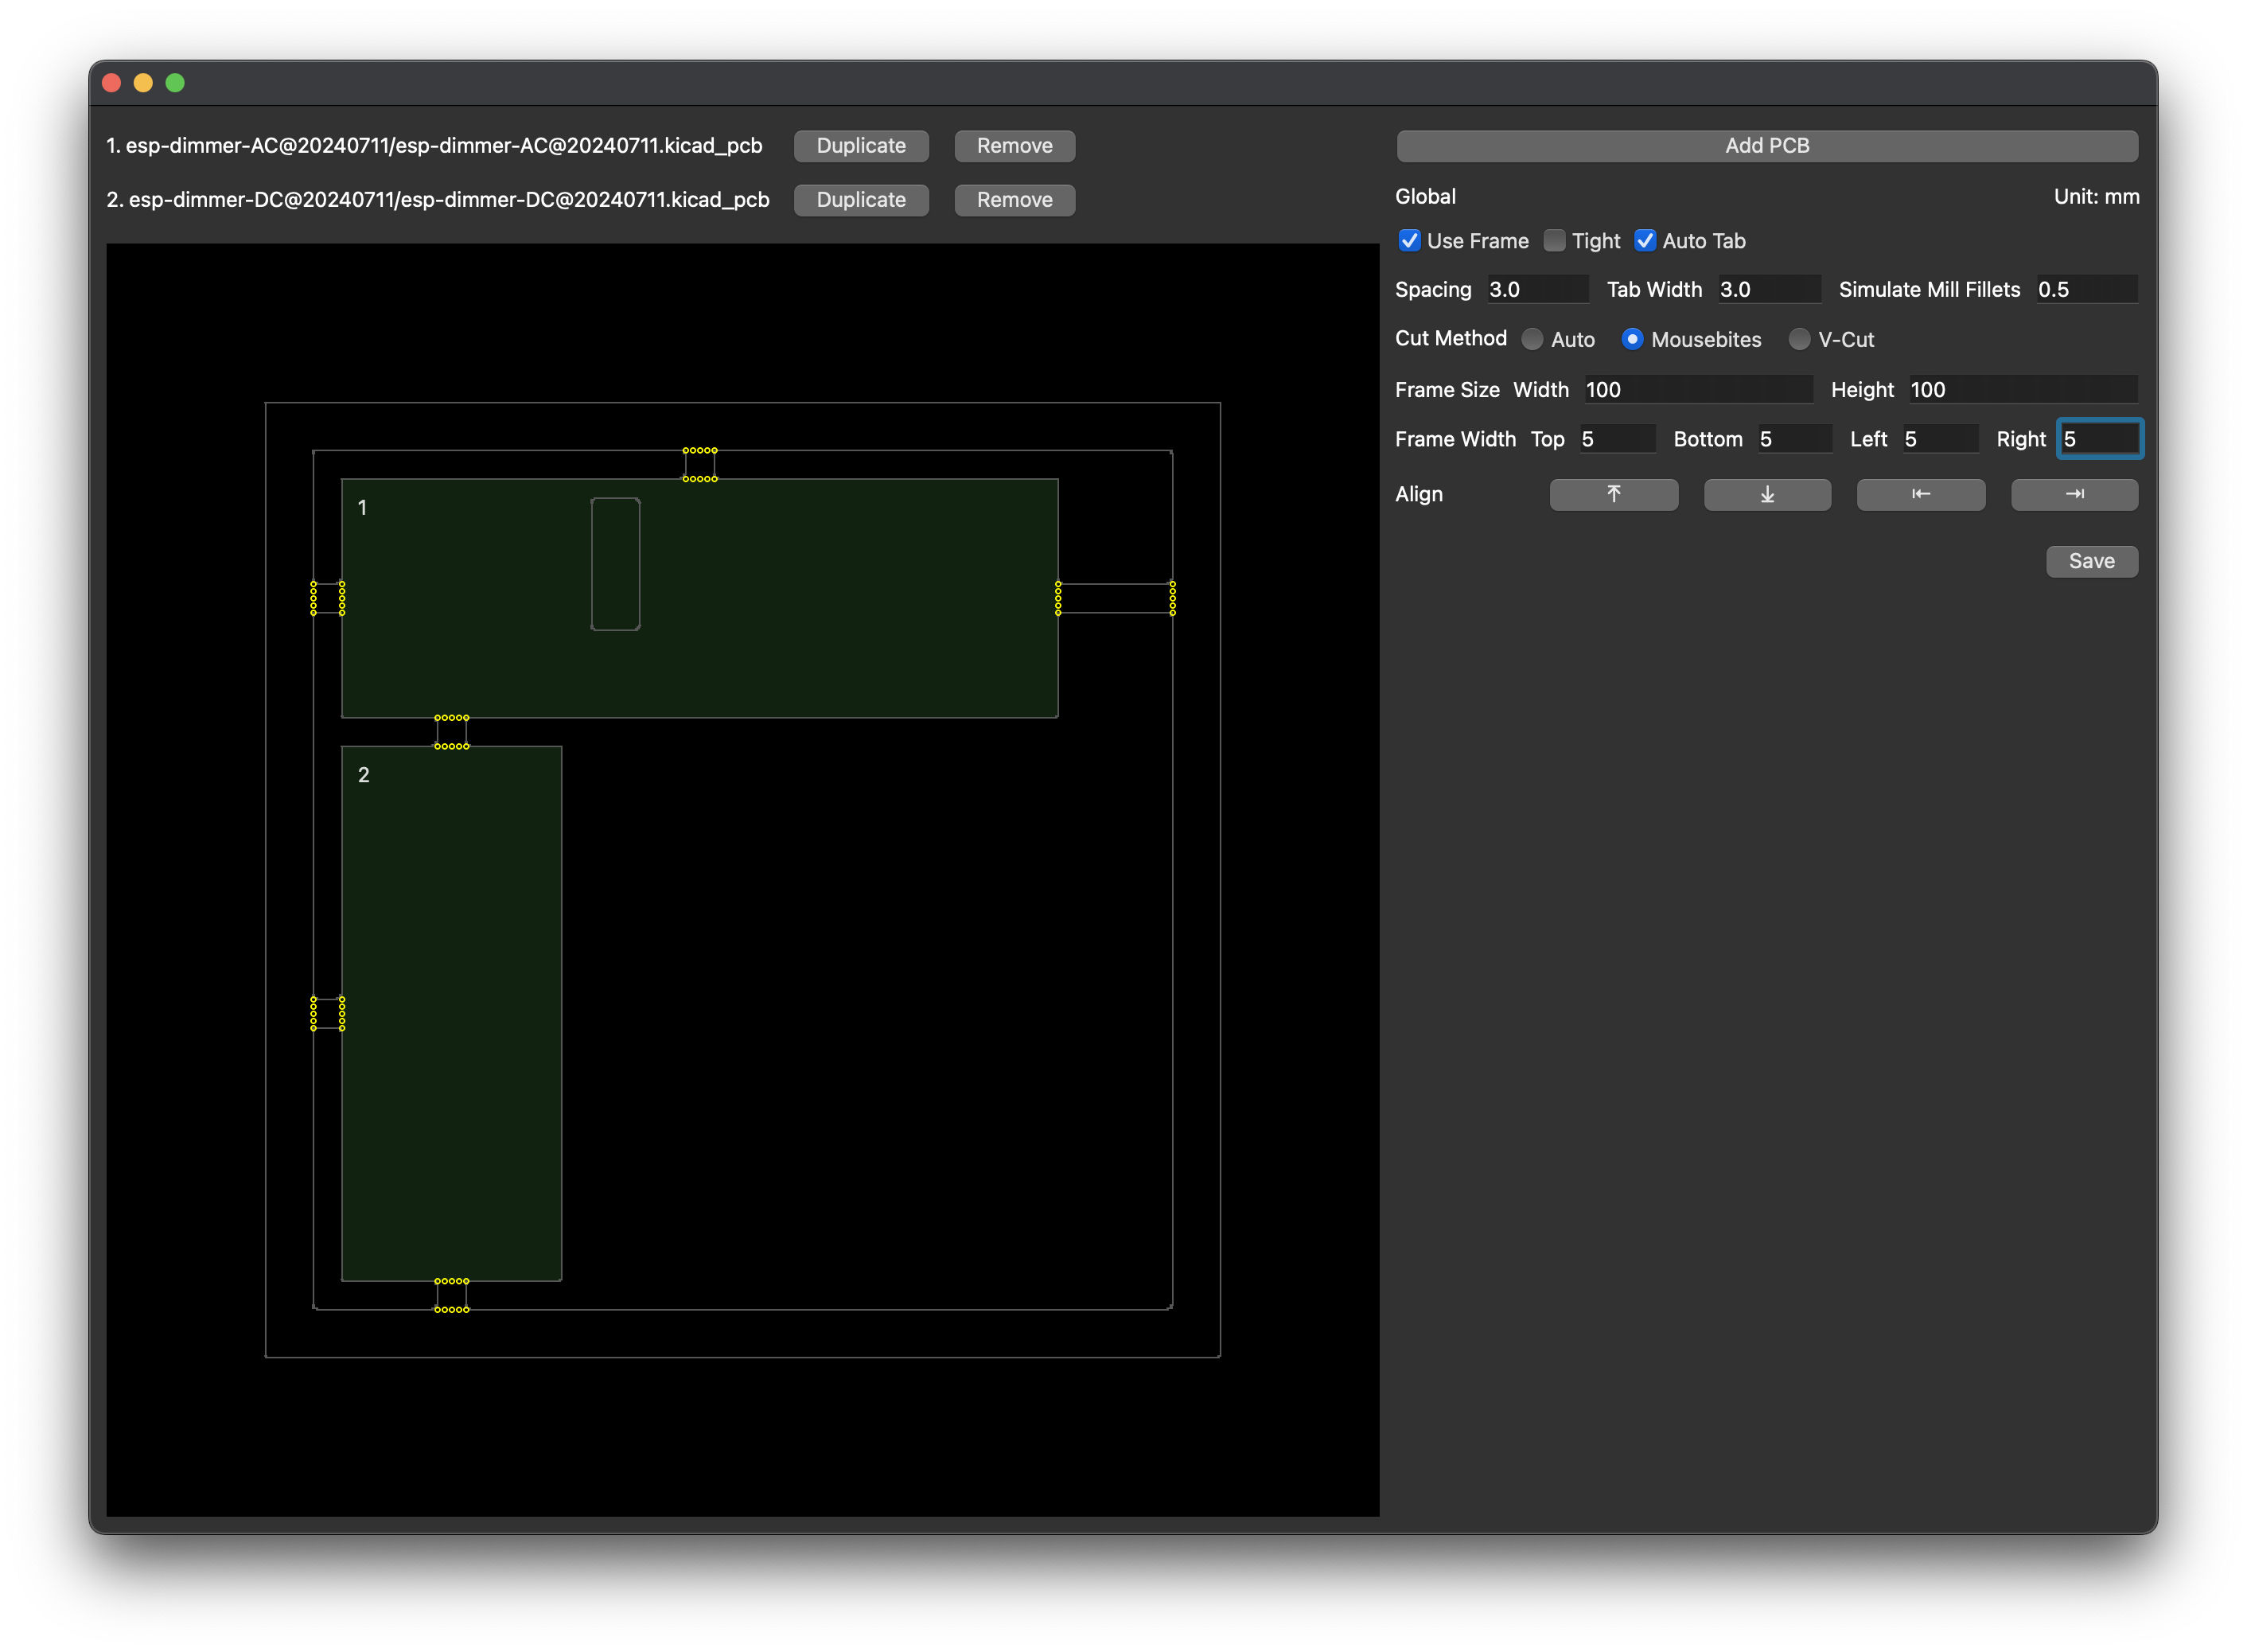 1. esp-dimmer-AC@20240711/esp-dimmer-AC@20240711.kicad_pcb Duplicate Remove
2. esp-dimmer-DC@20240711/esp-dimmer-DC@20240711.kicad_pcb Duplicate Remove
1
2
Add PCB
Global Unit: mm
Use Frame Tight Auto Tab
Spacing 3.0 Tab Width 3.0 Simulate Mill Fillets 0.5
Cut Method Auto Mousebites V-Cut
Frame Size Width 100 Height 100
Frame Width Top 5 Bottom 5 Left 5 Right 5
Align
Save